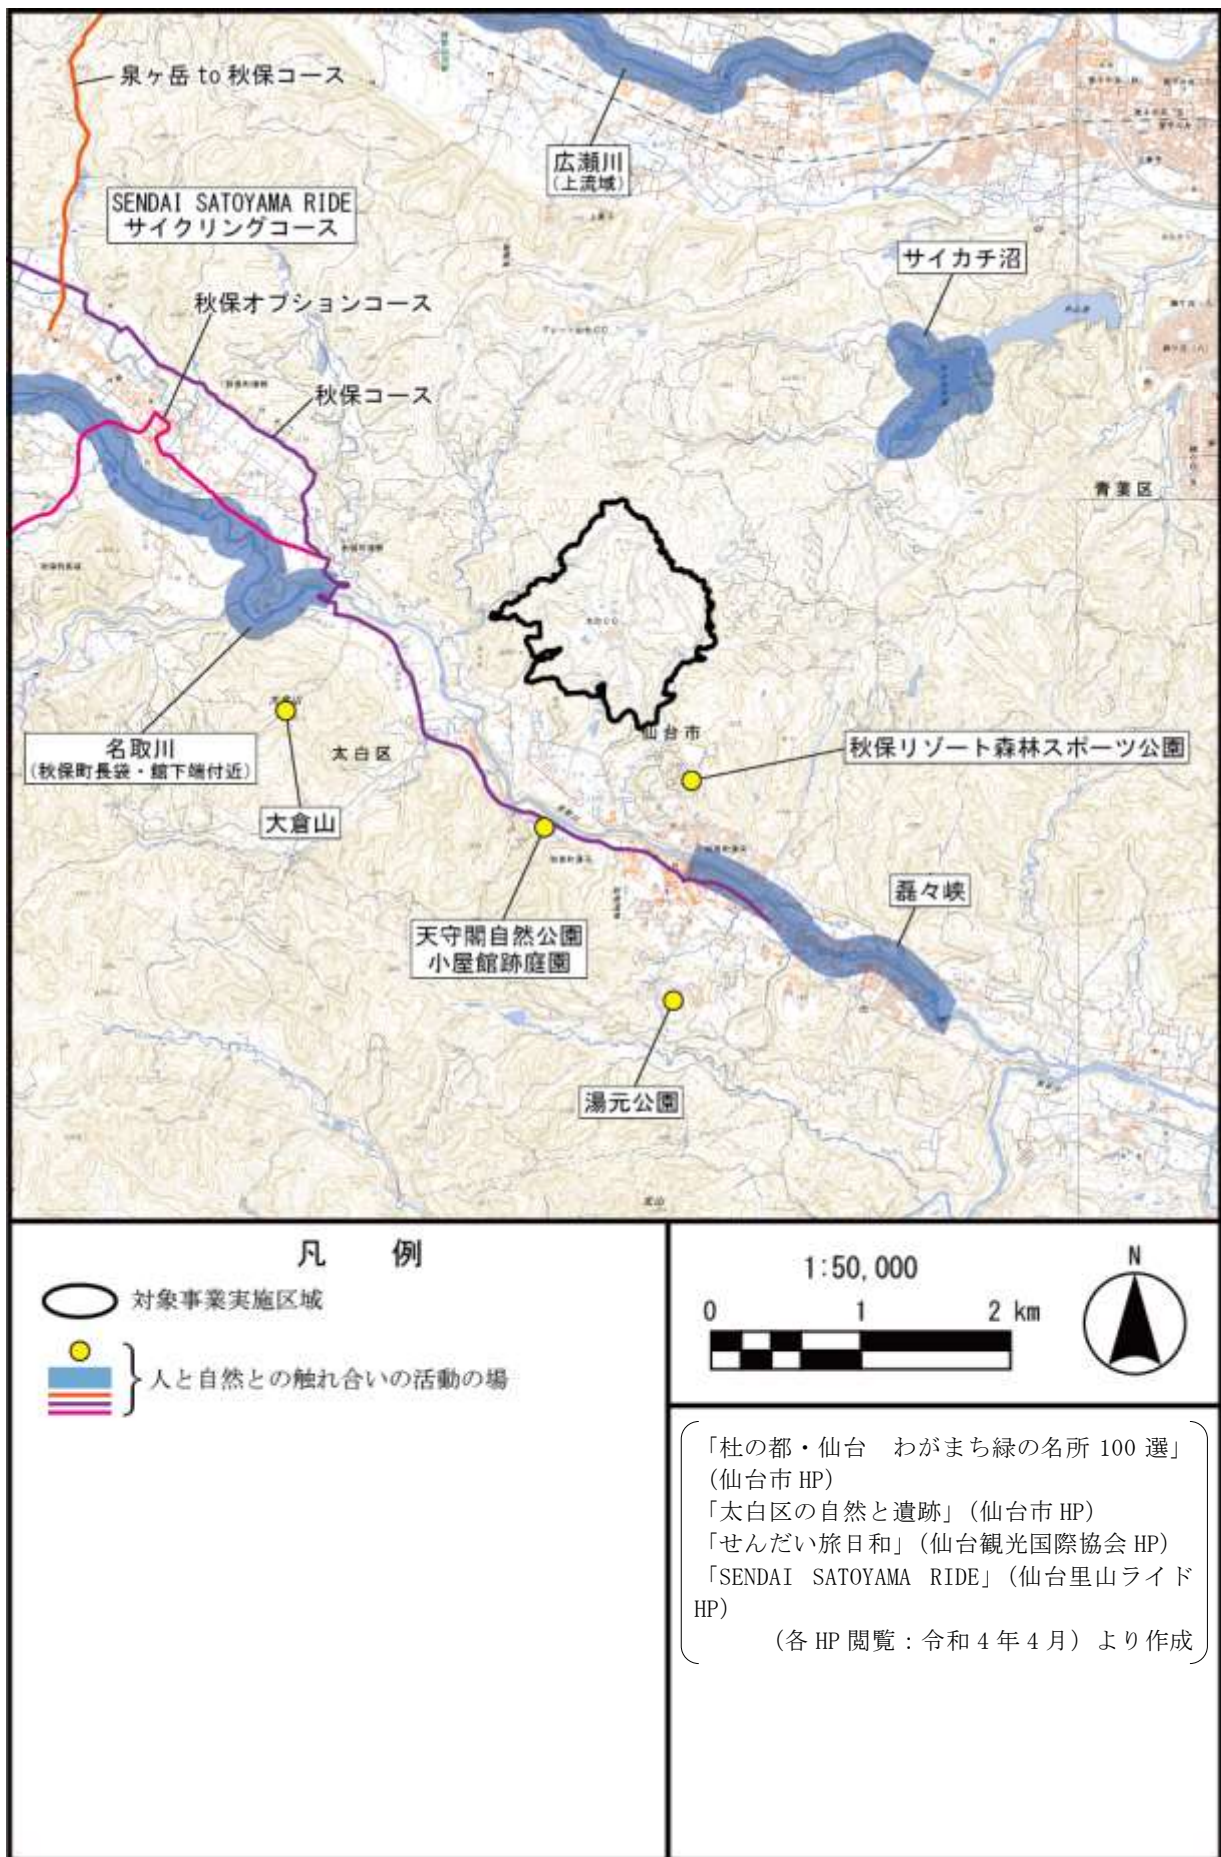 泉ヶ岳 to 秋保コース
広瀬川
(上流域)
SENDAI SATOYAMA RIDE
サイクリングコース
サイカチ沼
秋保オプションコース
秋保コース
青葉区
仙台市
名取川
(秋保町長袋・館下端付近)
太白区
秋保リゾート森林スポーツ公園
大倉山
磊々峡
天守閣自然公園
小屋館跡庭園
湯元公園
凡 例
対象事業実施区域
人と自然との触れ合いの活動の場
1:50,000
0 1 2 km
N
「杜の都・仙台 わがまち緑の名所 100 選」
(仙台市 HP)
「太白区の自然と遺跡」(仙台市 HP)
「せんだい旅日和」(仙台観光国際協会 HP)
「SENDAI SATOYAMA RIDE」(仙台里山ライド
HP)
(各 HP 閲覧:令和 4 年 4 月) より作成